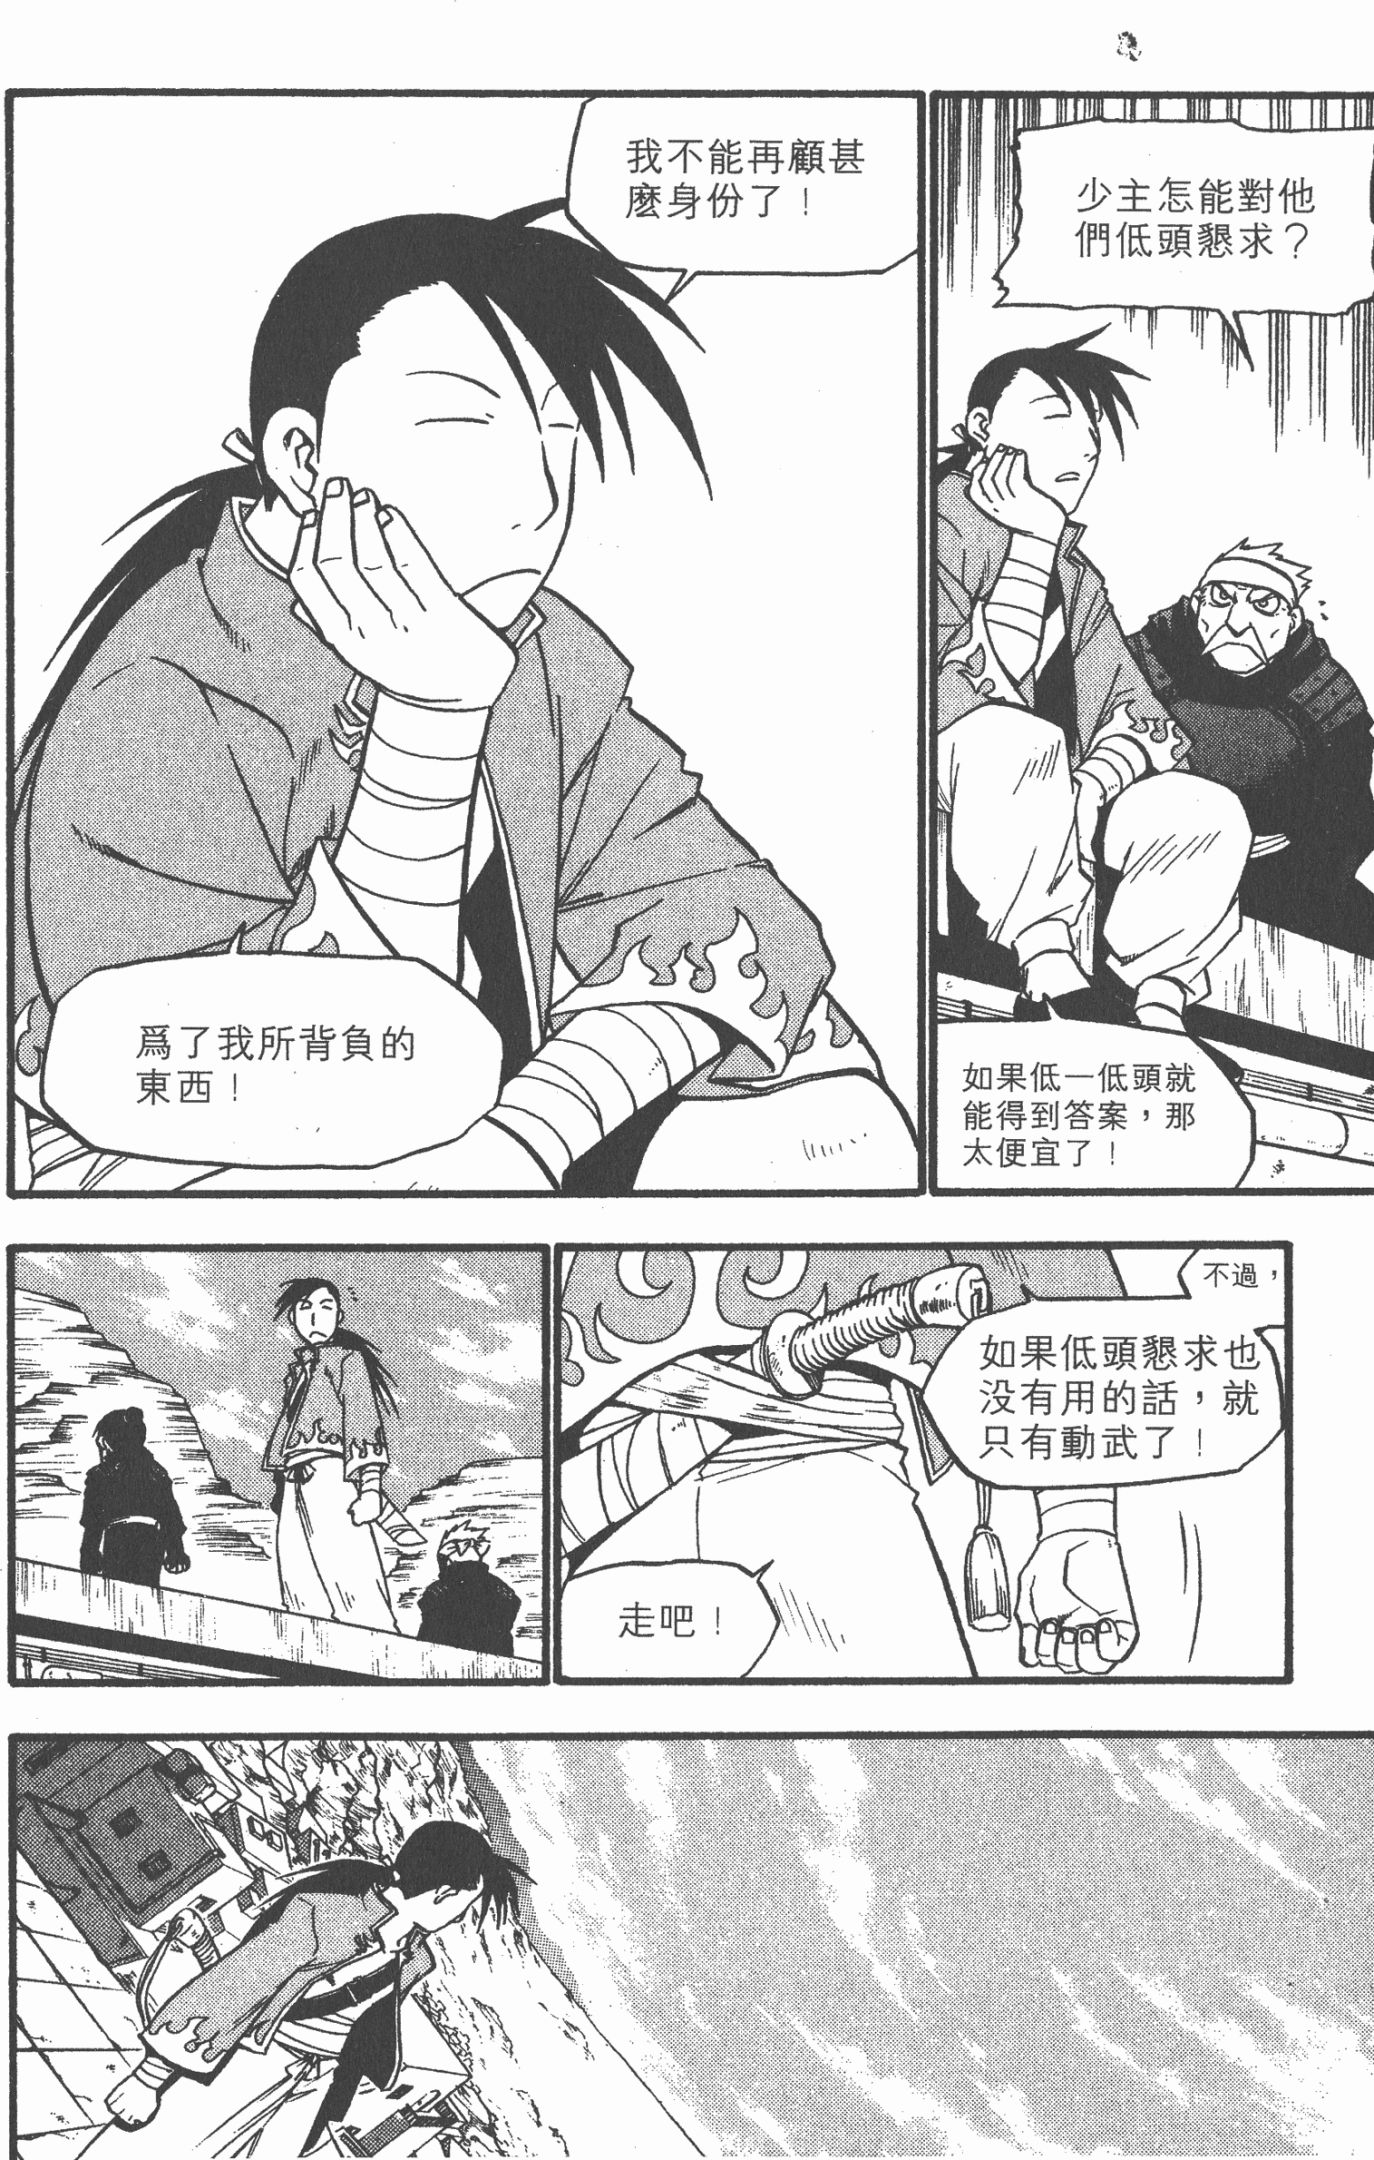 少主怎能對他
們低頭懇求？
如果低一低頭就
能得到答案，那
太便宜了！
我不能再顧甚
麼身份了！
爲了我所背負的
東西！
不過，
如果低頭懇求也
没有用的話，就
只有動武了！
走吧！